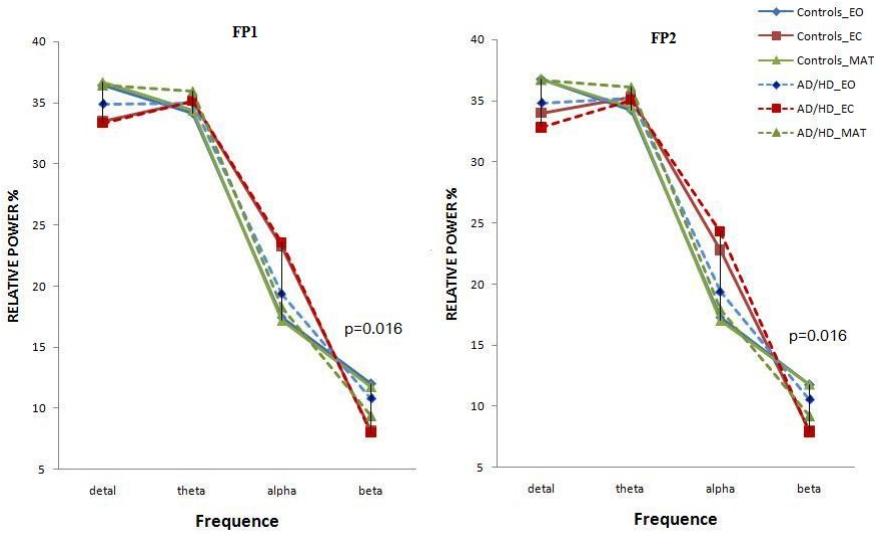 FP1
40
35
30
25
20
15
10
5
RELATIVE POWER %
p=0.016
detal theta alpha beta
Frequence
FP2
40
35
30
25
20
15
10
5
RELATIVE POWER %
p=0.016
detal theta alpha beta
Frequence
Controls_EO
Controls_EC
Controls_MAT
AD/HD_EO
AD/HD_EC
AD/HD_MAT